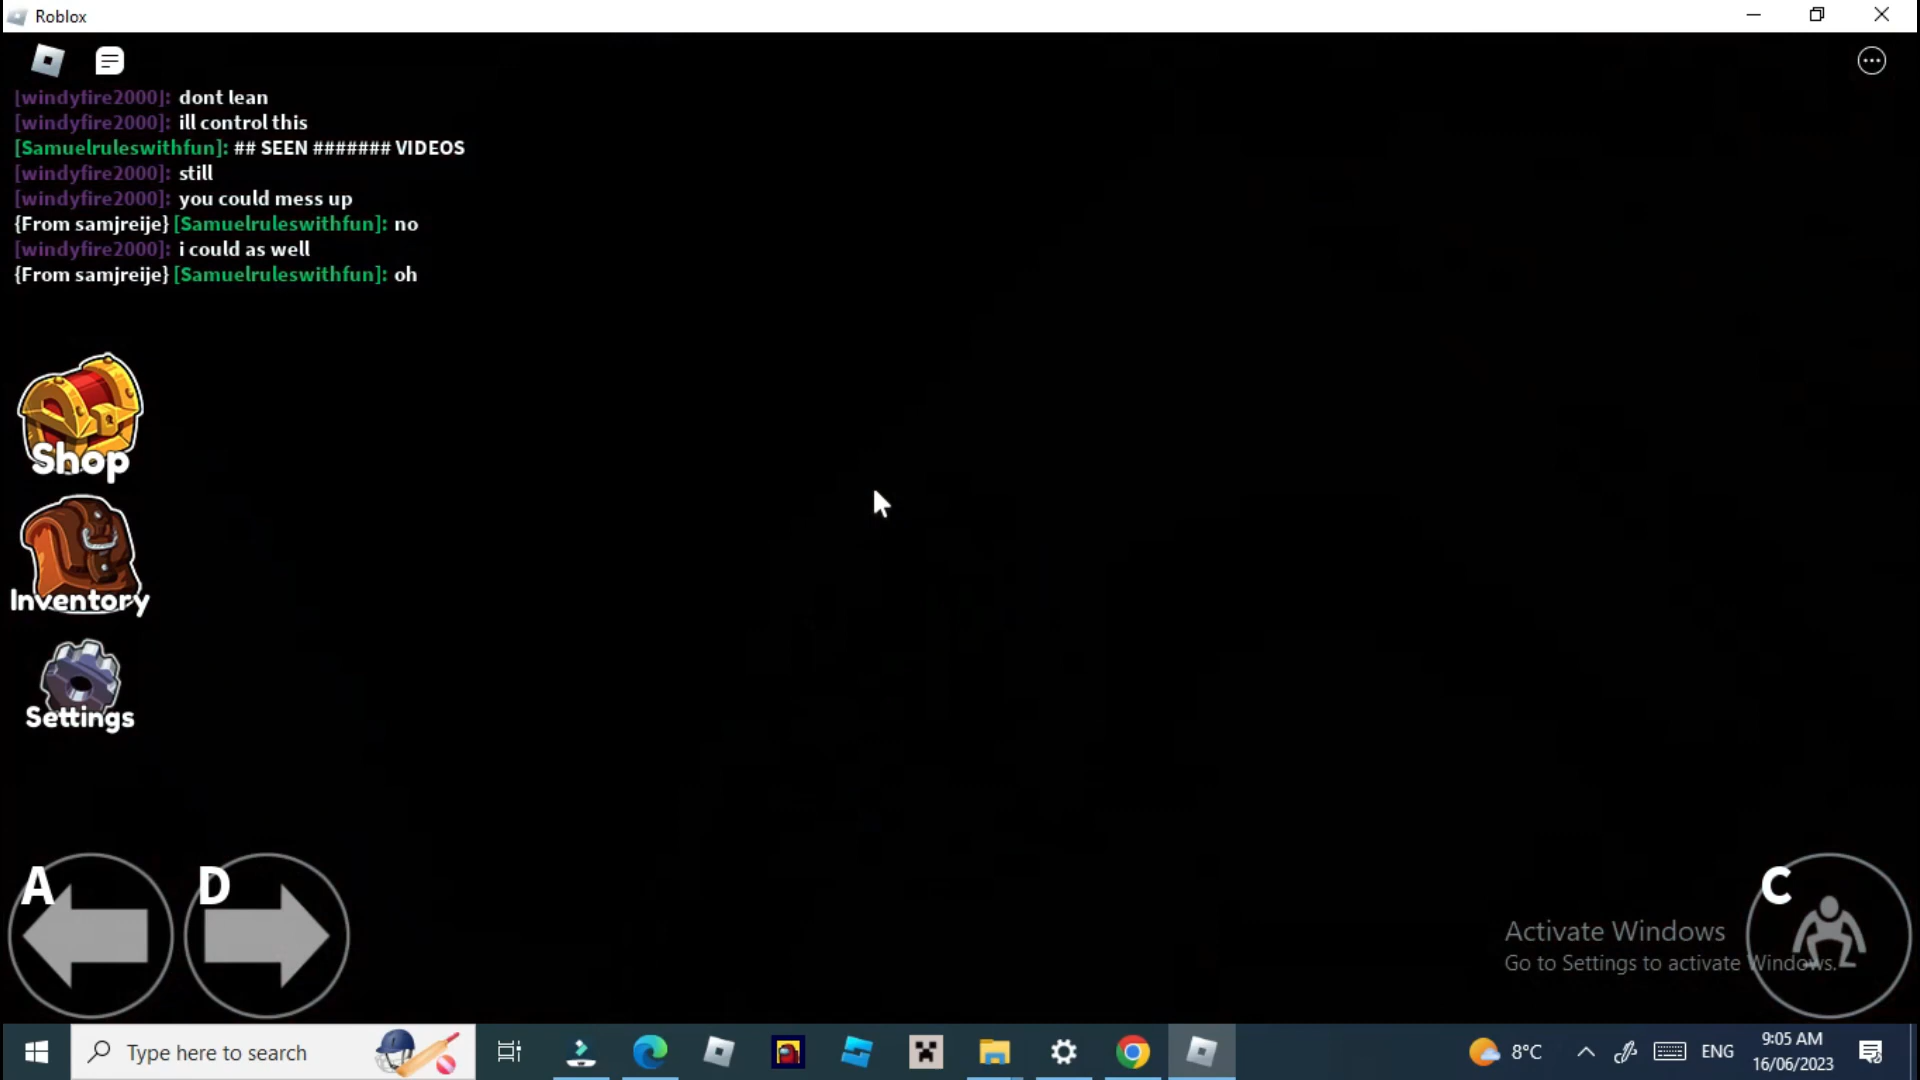 Roblox
[windyfire2000]: dont lean
[windyfire2000]: ill control this
[Samuelruleswithfun]: ## SEEN ####### VIDEOS
[windyfire2000]: still
[windyfire2000]: you could mess up
{From samjreije} [Samuelruleswithfun]: no
[windyfire2000]: i could as well
{From samjreije} [Samuelruleswithfun]: oh
Shop
Inventory
Settings
A
D
C
Activate Windows
Go to Settings to activate Windows.
Type here to search
8°C
ENG
9:05 AM
16/06/2023